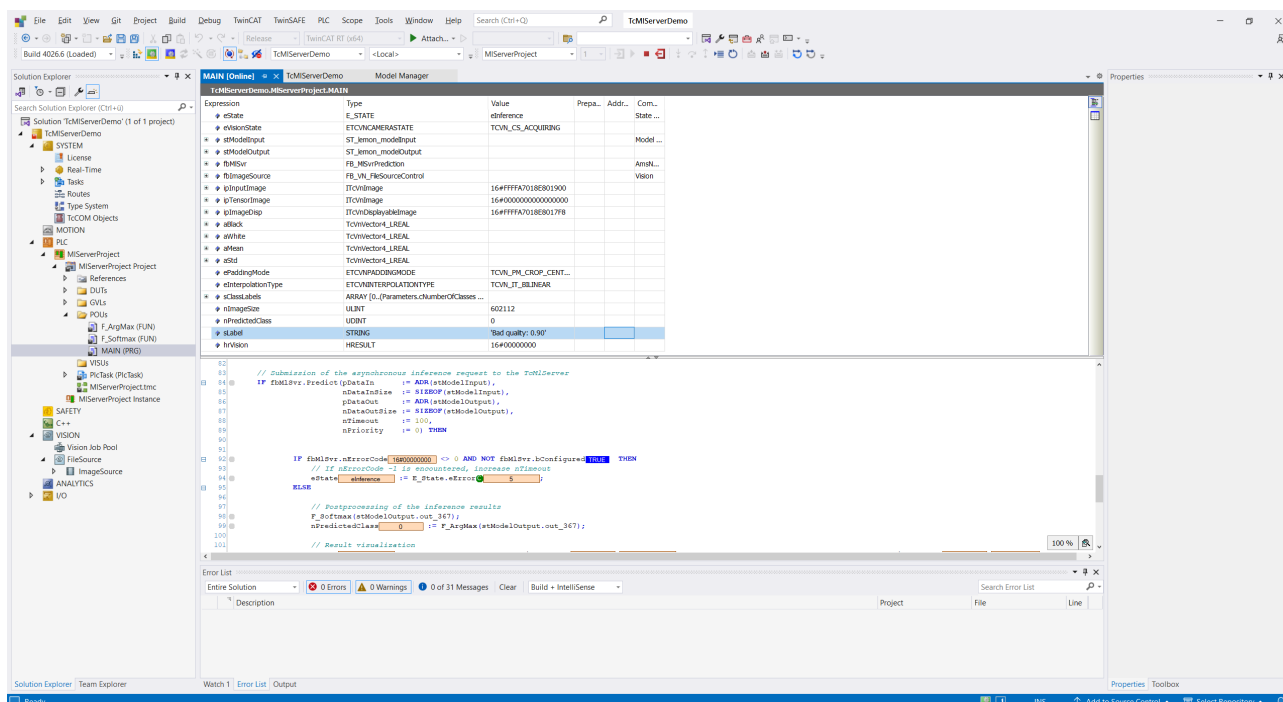 File Edit View Git Project Build Debug TwinCAT TwinSAFE PLC Scope Tools Window Help Search (Ctrl+Q) TcMlServerDemo
Release TwinCAT RT (x64) Attach...
Build 4026.6 (Loaded) TcMlServerDemo <Local> MlServerProject 1
Solution Explorer
Search Solution Explorer (Ctrl+ü)
Solution 'TcMlServerDemo' (1 of 1 project)
TcMlServerDemo
SYSTEM
License
Real-Time
Tasks
Routes
Type System
TcCOM Objects
MOTION
PLC
MlServerProject
MlServerProject Project
References
DUTs
GVLs
POUs
F_ArgMax (FUN)
F_Softmax (FUN)
MAIN (PRG)
VISUs
PlcTask (PlcTask)
MlServerProject.tmc
MlServerProject Instance
SAFETY
C++
VISION
Vision Job Pool
FileSource
ImageSource
ANALYTICS
I/O
Solution Explorer Team Explorer
MAIN [Online] TcMlServerDemo Model Manager
TcMlServerDemo.MlServerProject.MAIN
Expression Type Value Prepa... Addr... Com...
eState E_STATE eInference State ...
eVisionState ETCVNCAMERASTATE TCVN_CS_ACQUIRING
stModelInput ST_lemon_modelInput Model ...
stModelOutput ST_lemon_modelOutput
fbMlSvr FB_MlSvrPrediction AmsN...
fbImageSource FB_VN_FileSourceControl Vision
ipInputImage ITcVnImage 16#FFFFA7018E801900
ipTensorImage ITcVnImage 16#0000000000000000
ipImageDisp ITcVnDisplayableImage 16#FFFFA7018E8017F8
aBlack TcVnVector4_LREAL
aWhite TcVnVector4_LREAL
aMean TcVnVector4_LREAL
aStd TcVnVector4_LREAL
ePaddingMode ETCVNPADDINGMODE TCVN_PM_CROP_CENT...
eInterpolationType ETCVNINTERPOLATIONTYPE TCVN_IT_BILINEAR
sClassLabels ARRAY [0..(Parameters.cNumberOfClasses ...
nImageSize ULINT 602112
nPredictedClass UDINT 0
sLabel STRING 'Bad quality: 0.90'
hrVision HRESULT 16#00000000
82
83 // Submission of the asynchronous inference request to the TcMlServer
84 IF fbMlSvr.Predict(pDataIn := ADR(stModelInput),
85 nDataInSize := SIZEOF(stModelInput),
86 pDataOut := ADR(stModelOutput),
87 nDataOutSize := SIZEOF(stModelOutput),
88 nTimeout := 100,
89 nPriority := 0) THEN
90
91
92 IF fbMlSvr.nErrorCode 16#00000000 <> 0 AND NOT fbMlSvr.bConfigured TRUE THEN
93 // If nErrorCode -1 is encountered, increase nTimeout
94 eState eInference := E_State.eError 5 ;
95 ELSE
96
97 // Postprocessing of the inference results
98 F_Softmax(stModelOutput.out_367);
99 nPredictedClass 0 := F_ArgMax(stModelOutput.out_367);
100
101 // Result visualization
100 %
Error List
Entire Solution 0 Errors 0 Warnings 0 of 31 Messages Clear Build + IntelliSense Search Error List
Description Project File Line
Watch 1 Error List Output
Properties
Properties Toolbox
Ready INS Add to Source Control Select Repository